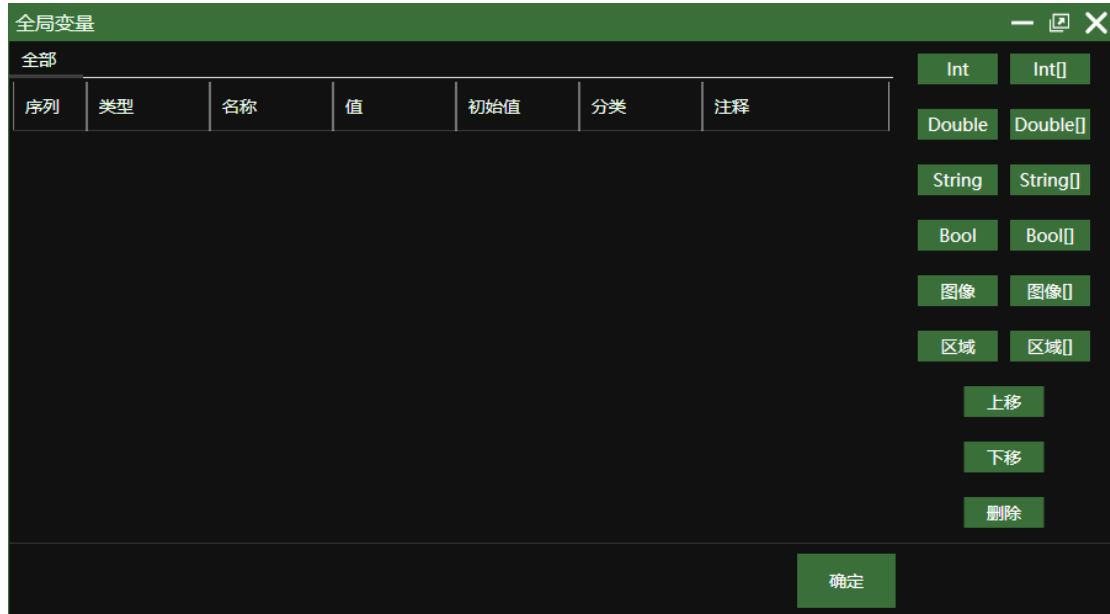 全局变量
全部
序列 类型 名称 值 初始值 分类 注释
Int Int[]
Double Double[]
String String[]
Bool Bool[]
图像 图像[]
区域 区域[]
上移
下移
删除
确定